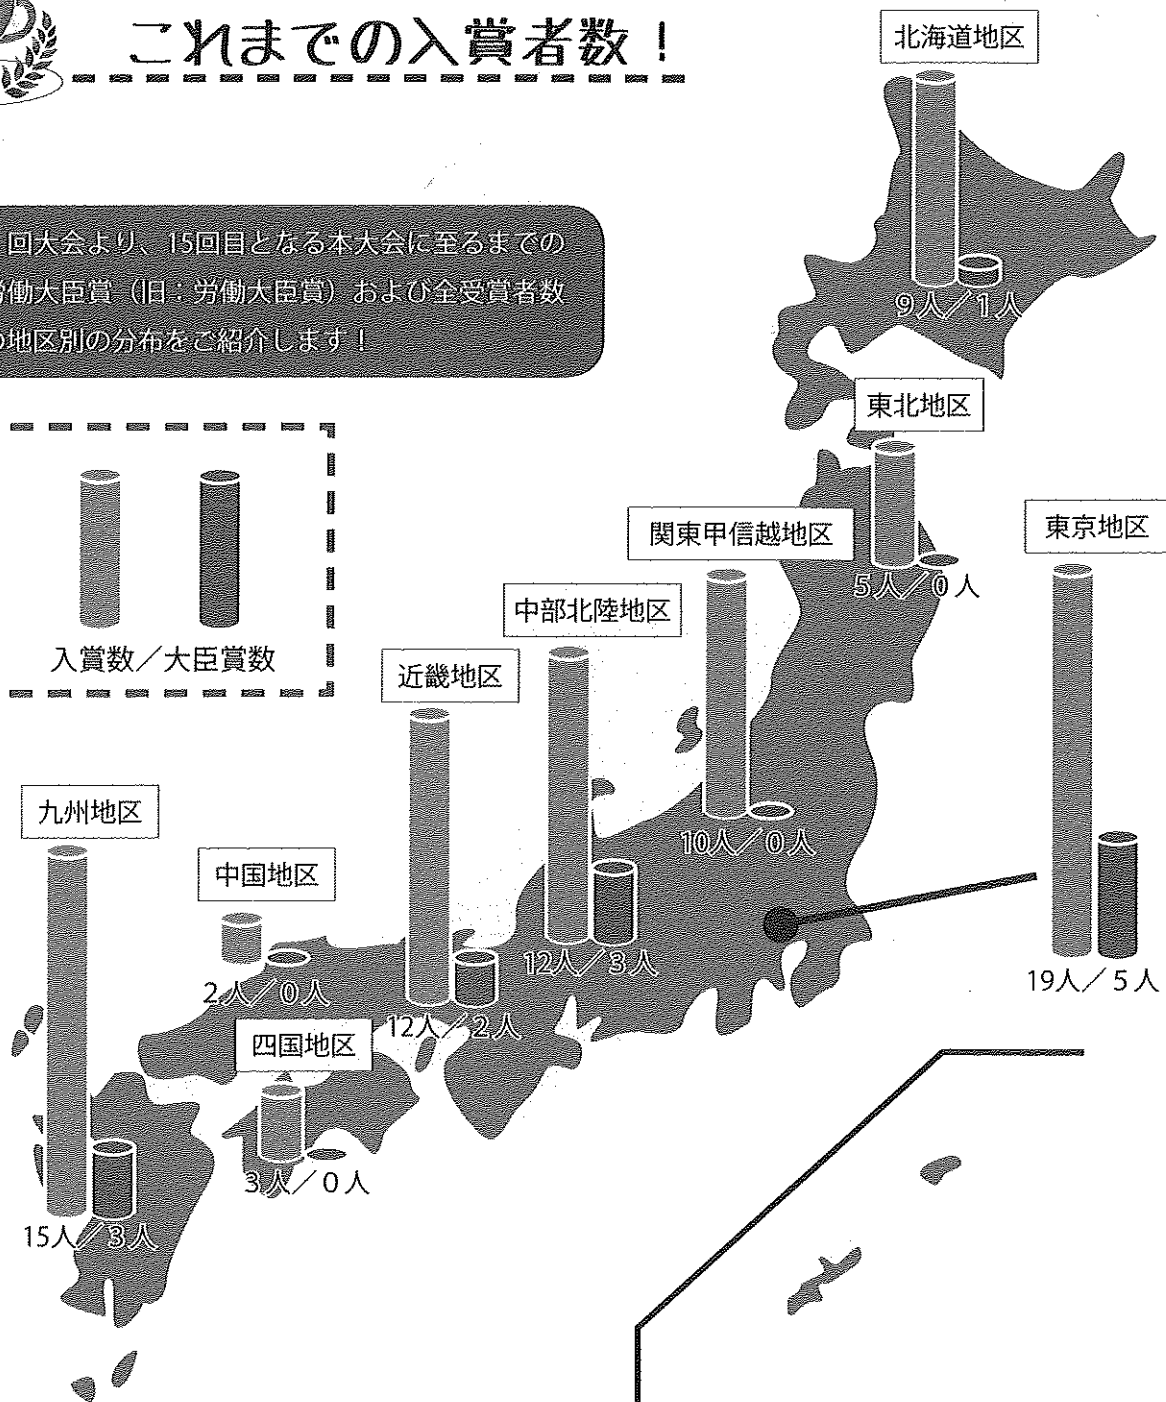 これまでの入賞者数！
回大会より、15回目となる本大会に至るまでの
労働大臣賞（旧：労働大臣賞）および全受賞者数
の地区別の分布をご紹介します！
入賞数／大臣賞数
北海道地区
9人／1人
東北地区
5人／0人
関東甲信越地区
10人／0人
東京地区
19人／5人
中部北陸地区
12人／3人
近畿地区
12人／2人
中国地区
2人／0人
四国地区
3人／0人
九州地区
15人／3人